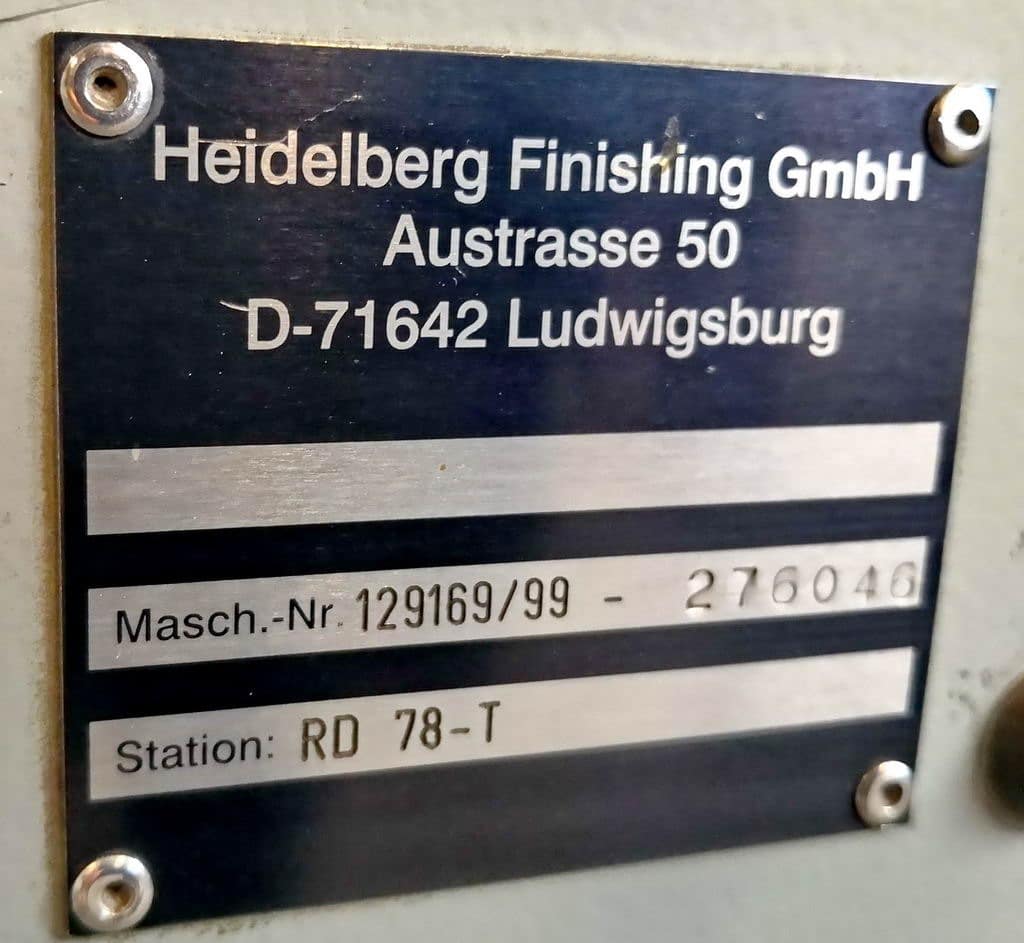 Heidelberg Finishing GmbH
Austrasse 50
D-71642 Ludwigsburg
Masch.-Nr. 129169/99 - 276046
Station: RD 78-T